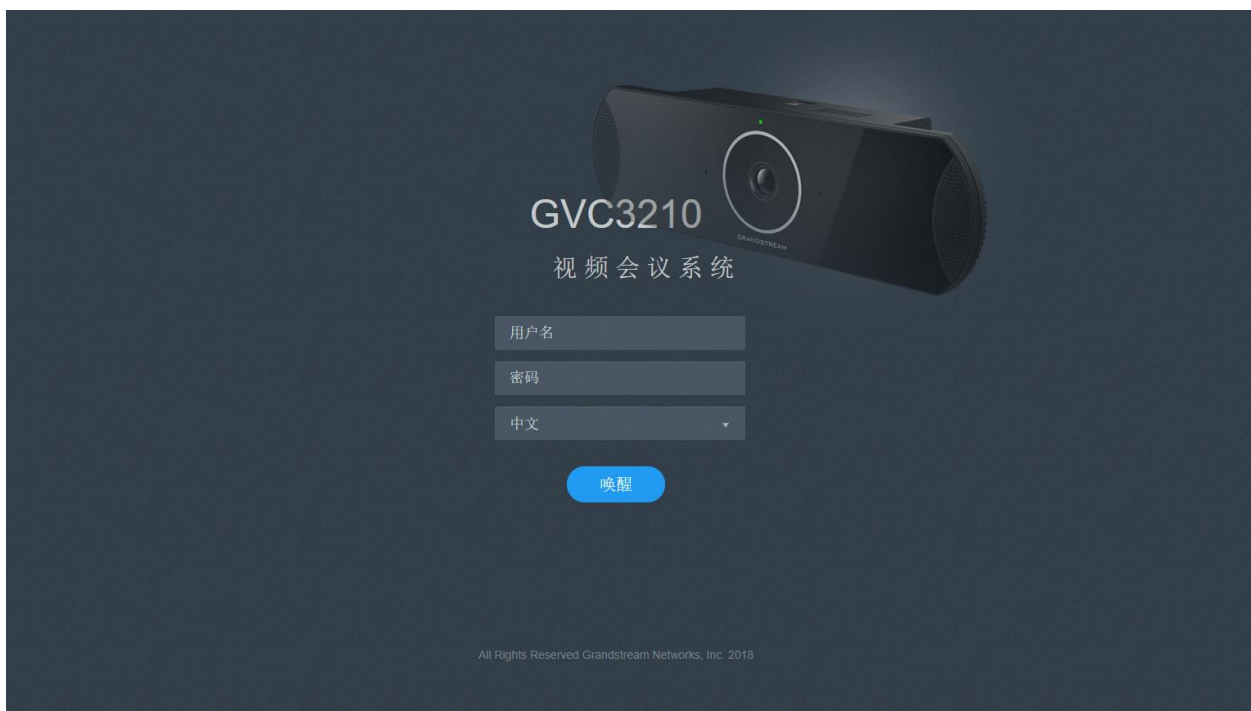 GRANDSTREAM
GVC3210
视频会议系统
用户名
密码
中文
唤醒
All Rights Reserved Grandstream Networks, Inc. 2018